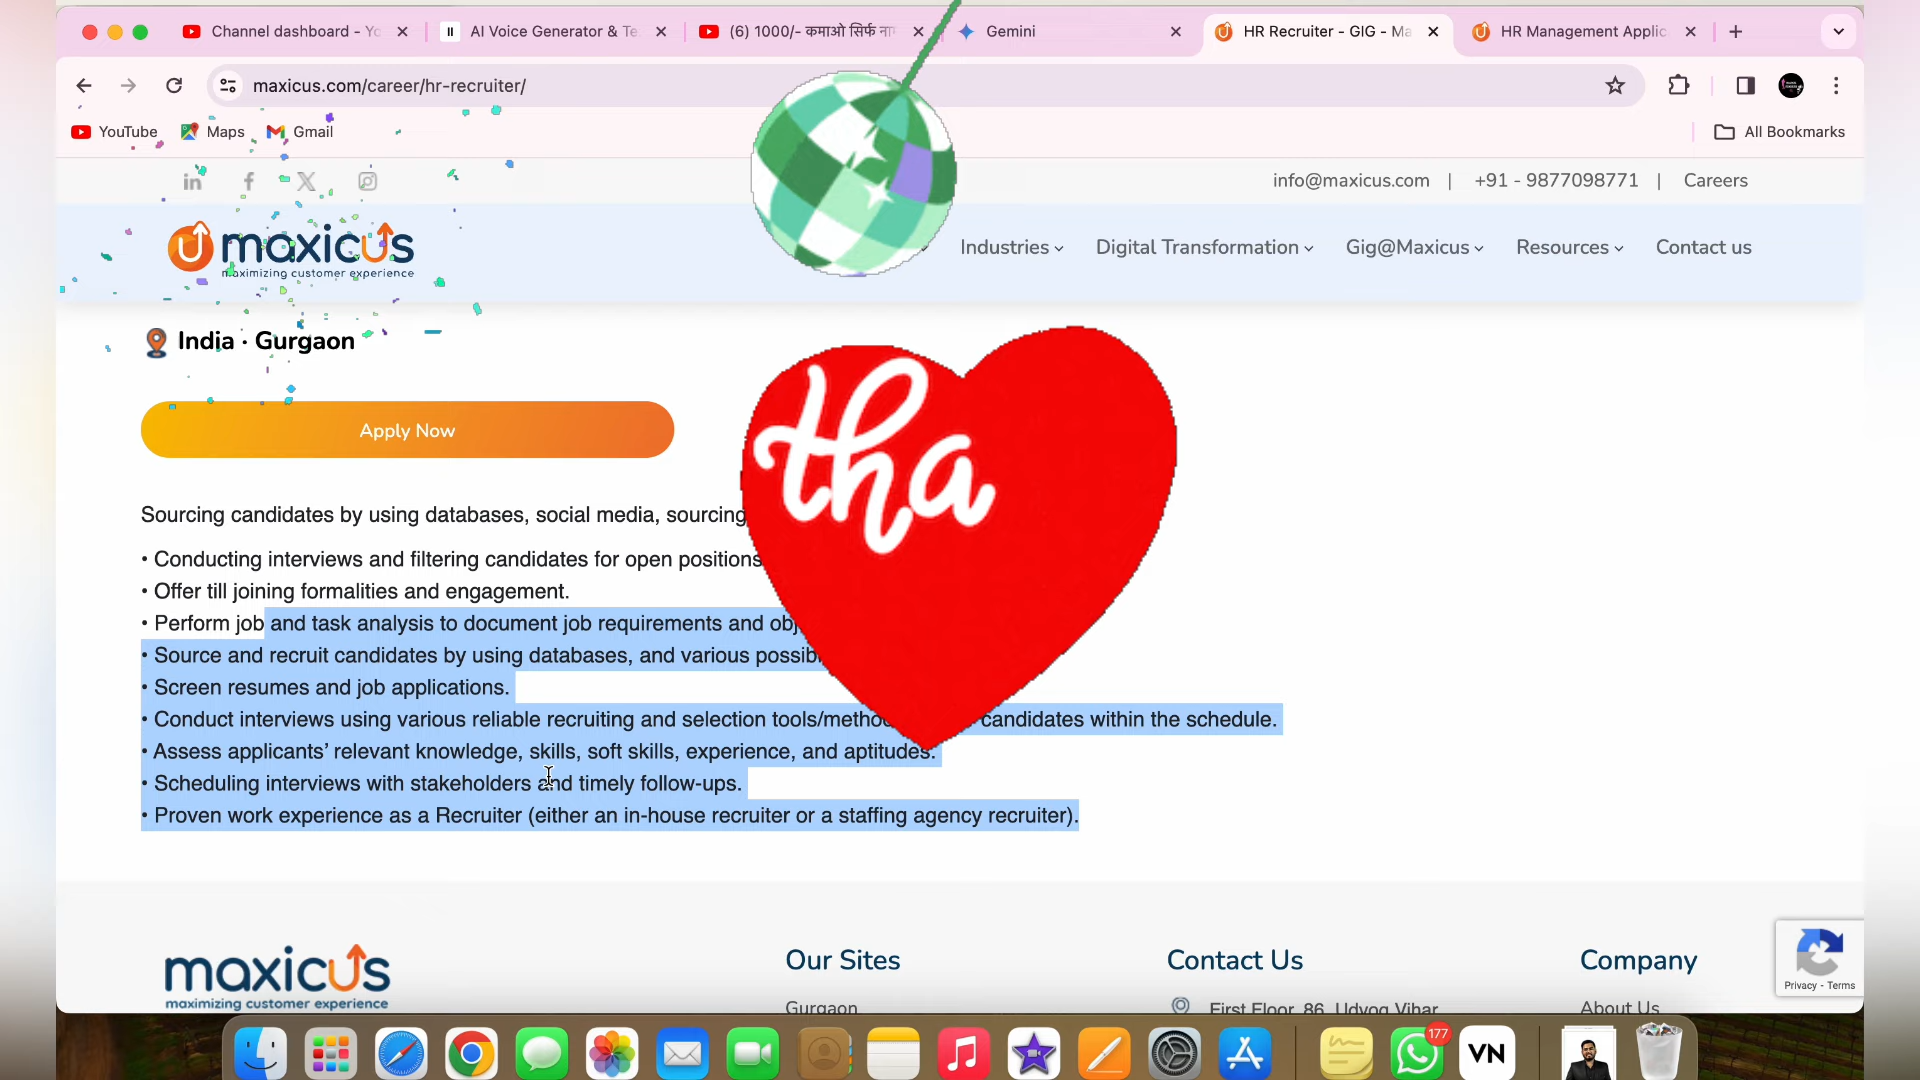 Channel dashboard - Yo
AI Voice Generator & Te
(6) 1000/- कमाओ सिर्फ
Gemini
HR Recruiter - GIG - Ma
HR Management Applic
maxicus.com/career/hr-recruiter/
YouTube
Maps
Gmail
All Bookmarks
info@maxicus.com | +91 - 9877098771 | Careers
maxicus
maximizing customer experience
Industries
Digital Transformation
Gig@Maxicus
Resources
Contact us
India · Gurgaon
Apply Now
tha
Sourcing candidates by using databases, social media, sourcing
• Conducting interviews and filtering candidates for open positions
• Offer till joining formalities and engagement.
• Perform job and task analysis to document job requirements and obj
• Source and recruit candidates by using databases, and various possib
• Screen resumes and job applications.
• Conduct interviews using various reliable recruiting and selection tools/metho candidates within the schedule.
• Assess applicants’ relevant knowledge, skills, soft skills, experience, and aptitudes.
• Scheduling interviews with stakeholders and timely follow-ups.
• Proven work experience as a Recruiter (either an in-house recruiter or a staffing agency recruiter).
maxicus
maximizing customer experience
Our Sites
Gurgaon
Contact Us
First Floor, 86, Udyog Vihar
Company
About Us
Privacy - Terms
177
VN